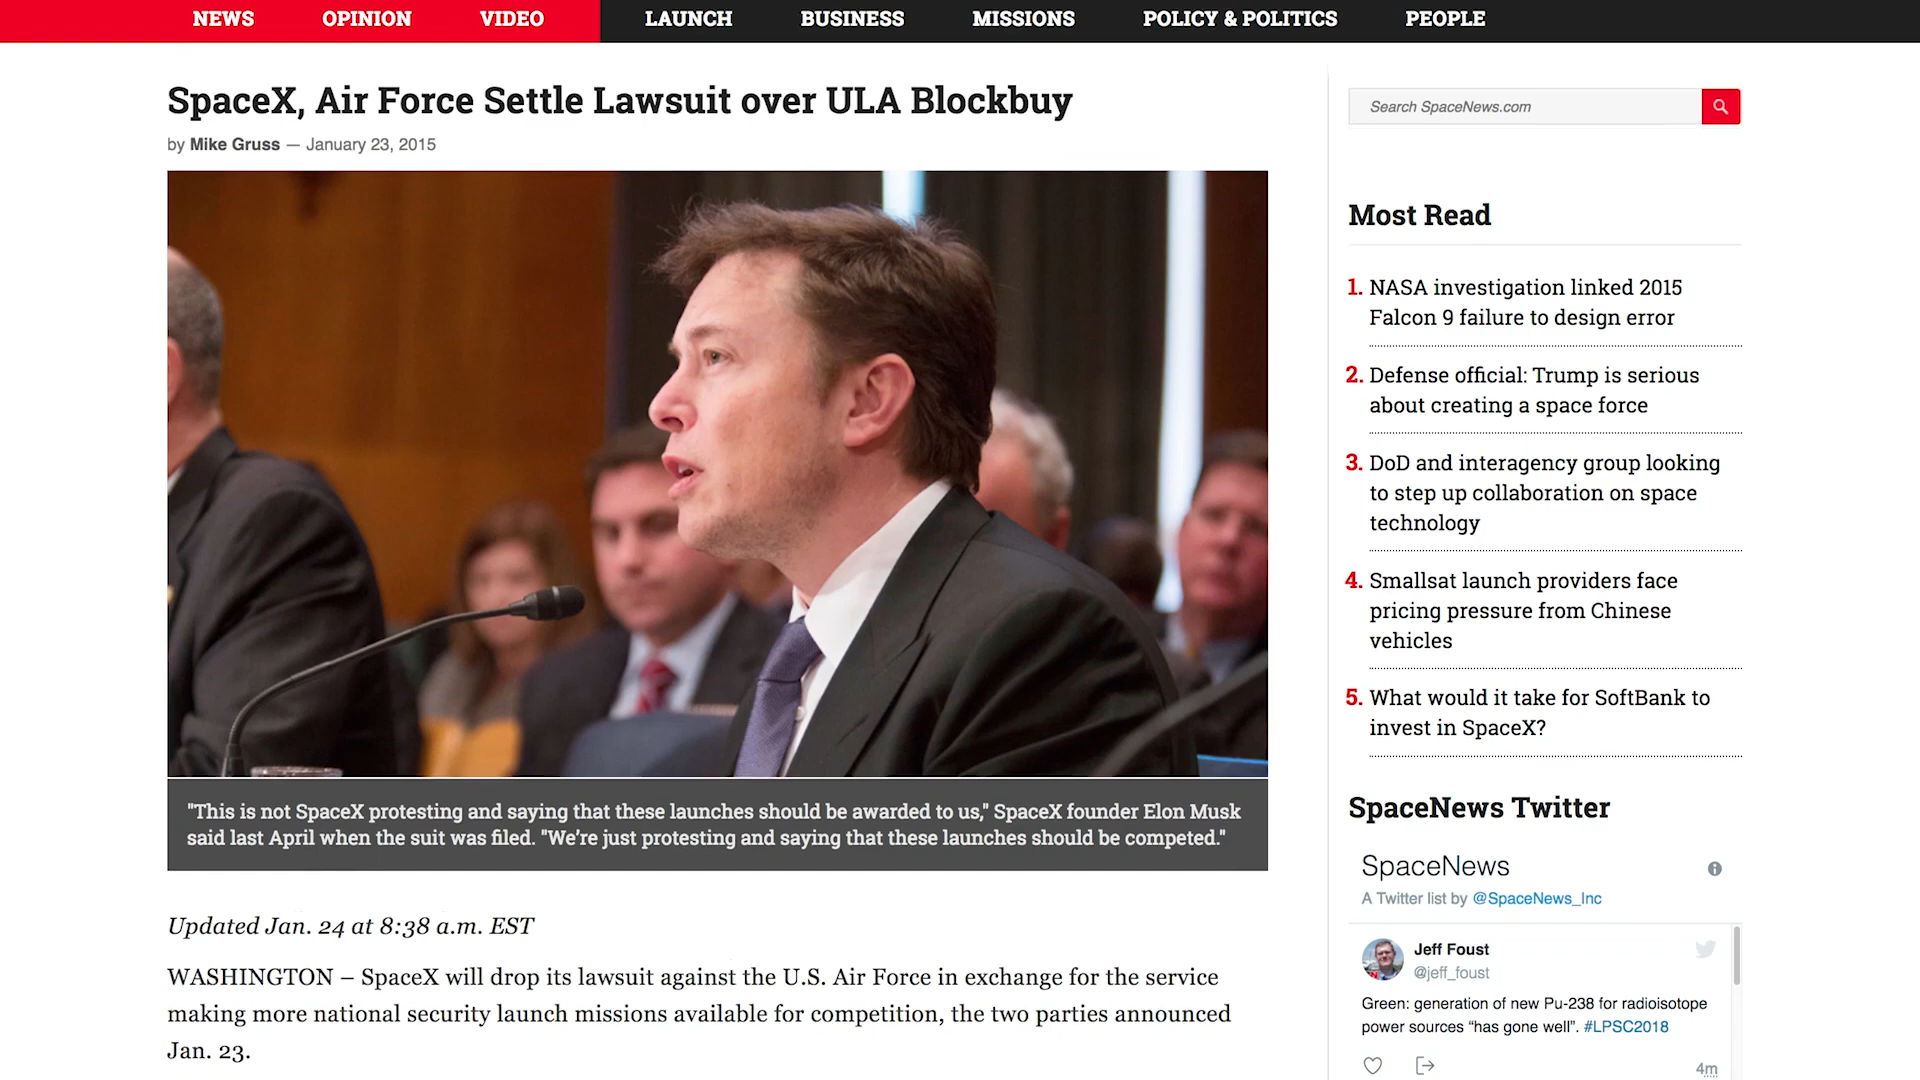 NEWS OPINION VIDEO LAUNCH BUSINESS MISSIONS POLICY & POLITICS PEOPLE
SpaceX, Air Force Settle Lawsuit over ULA Blockbuy
by Mike Gruss — January 23, 2015
"This is not SpaceX protesting and saying that these launches should be awarded to us," SpaceX founder Elon Musk
said last April when the suit was filed. "We're just protesting and saying that these launches should be competed."
Updated Jan. 24 at 8:38 a.m. EST
WASHINGTON – SpaceX will drop its lawsuit against the U.S. Air Force in exchange for the service
making more national security launch missions available for competition, the two parties announced
Jan. 23.
Search SpaceNews.com
Most Read
1. NASA investigation linked 2015
Falcon 9 failure to design error
2. Defense official: Trump is serious
about creating a space force
3. DoD and interagency group looking
to step up collaboration on space
technology
4. Smallsat launch providers face
pricing pressure from Chinese
vehicles
5. What would it take for SoftBank to
invest in SpaceX?
SpaceNews Twitter
SpaceNews
A Twitter list by @SpaceNews_Inc
Jeff Foust
@jeff_foust
Green: generation of new Pu-238 for radioisotope
power sources “has gone well”. #LPSC2018
4m